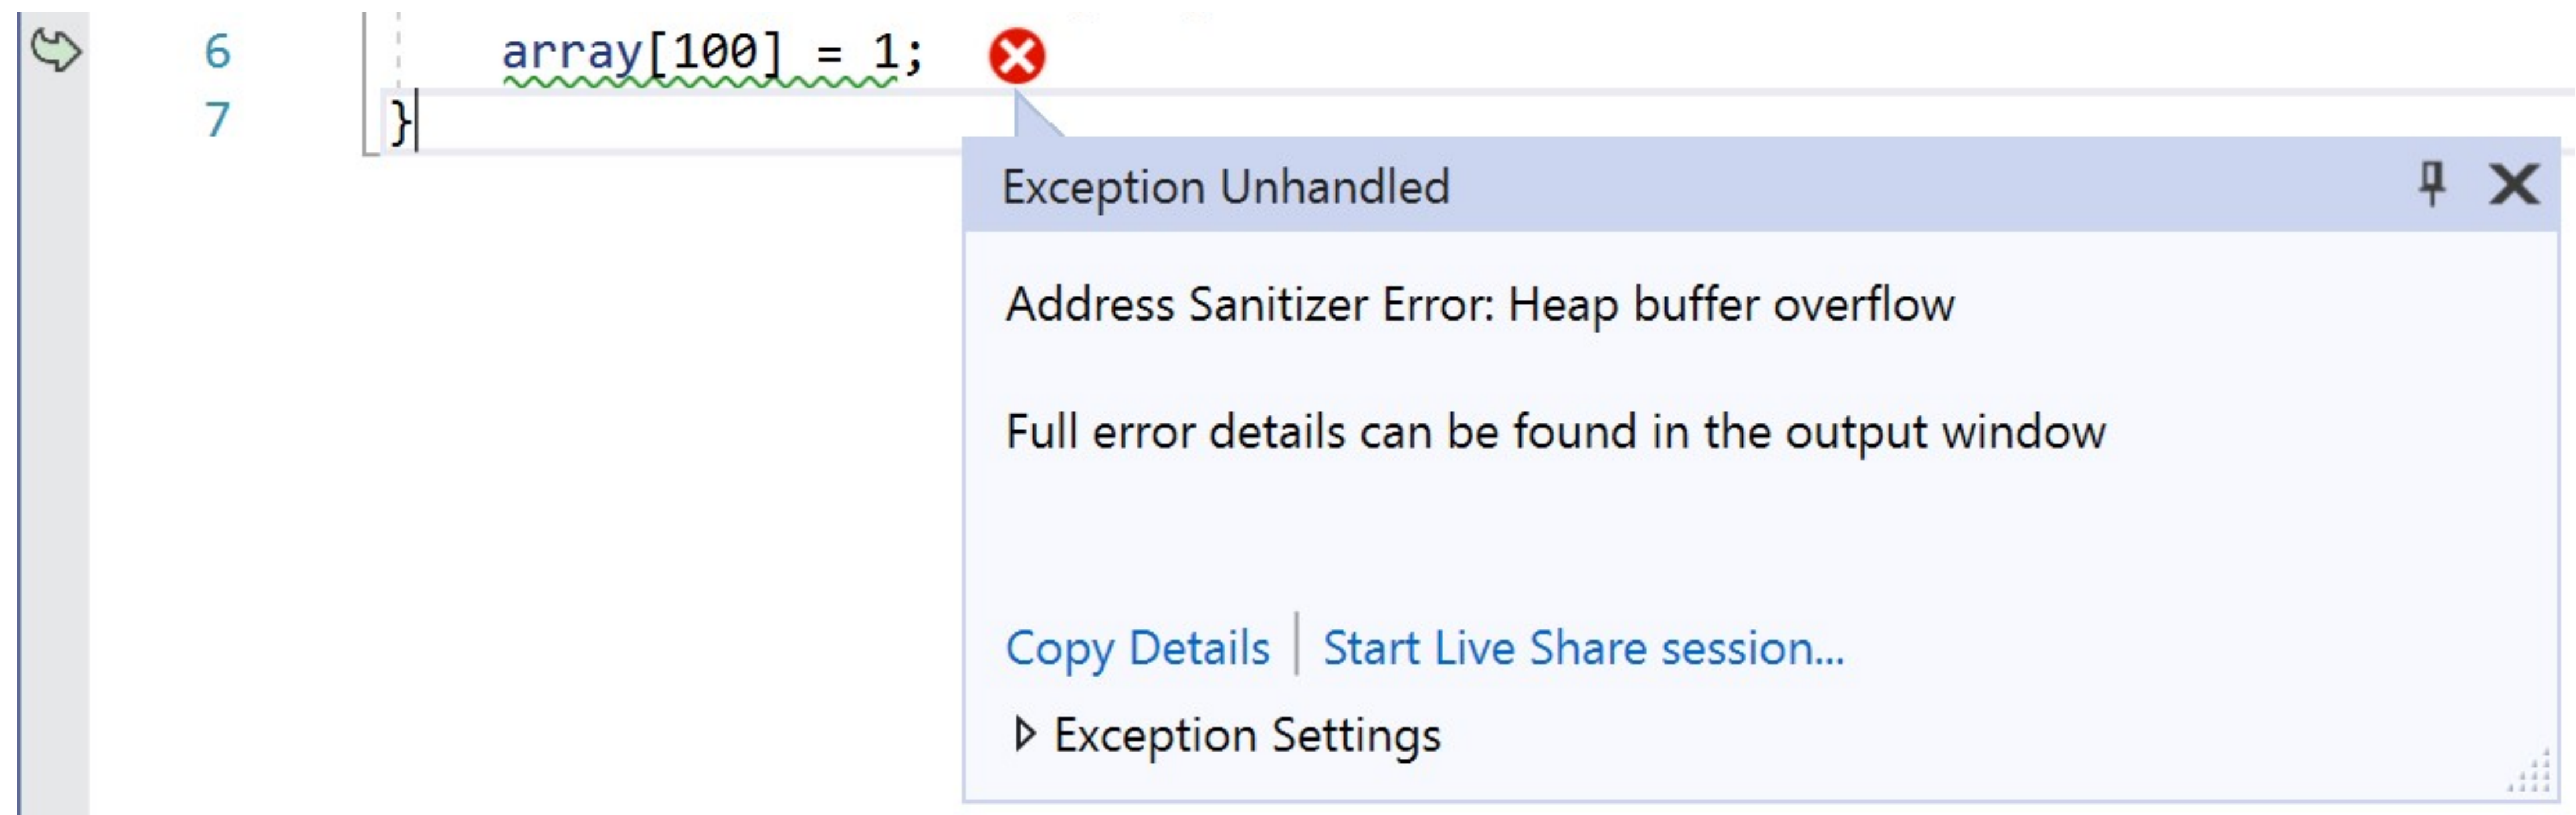 6 array[100] = 1;
7 }
Exception Unhandled
Address Sanitizer Error: Heap buffer overflow
Full error details can be found in the output window
Copy Details | Start Live Share session...
Exception Settings